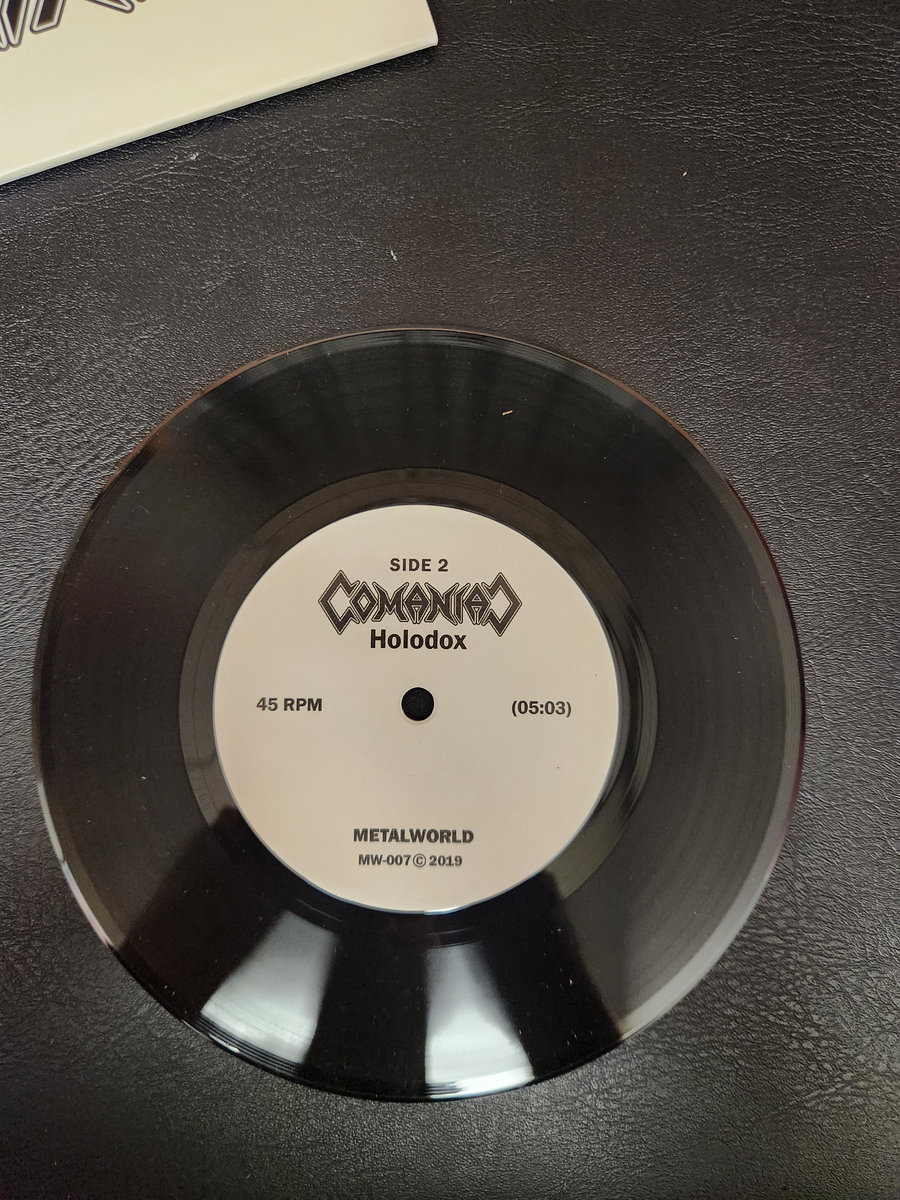 SIDE 2
COMANIAC
Holodox
45 RPM
(05:03)
METALWORLD
MW-007 © 2019